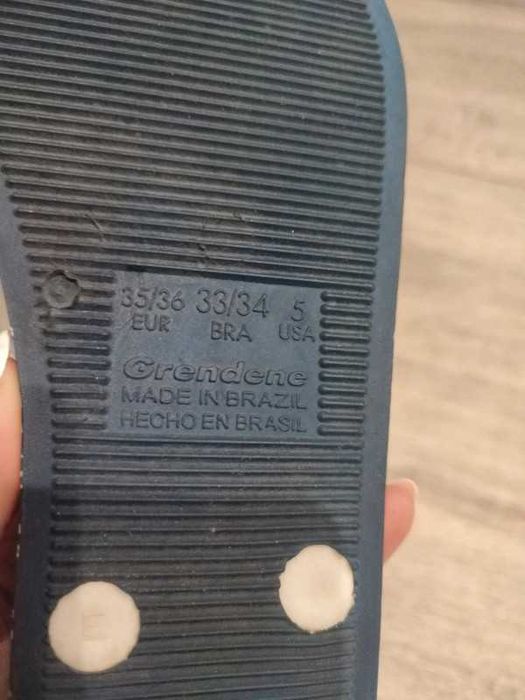 35/36 33/34 5
EUR BRA USA
Grendene
MADE IN BRAZIL
HECHO EN BRASIL
E